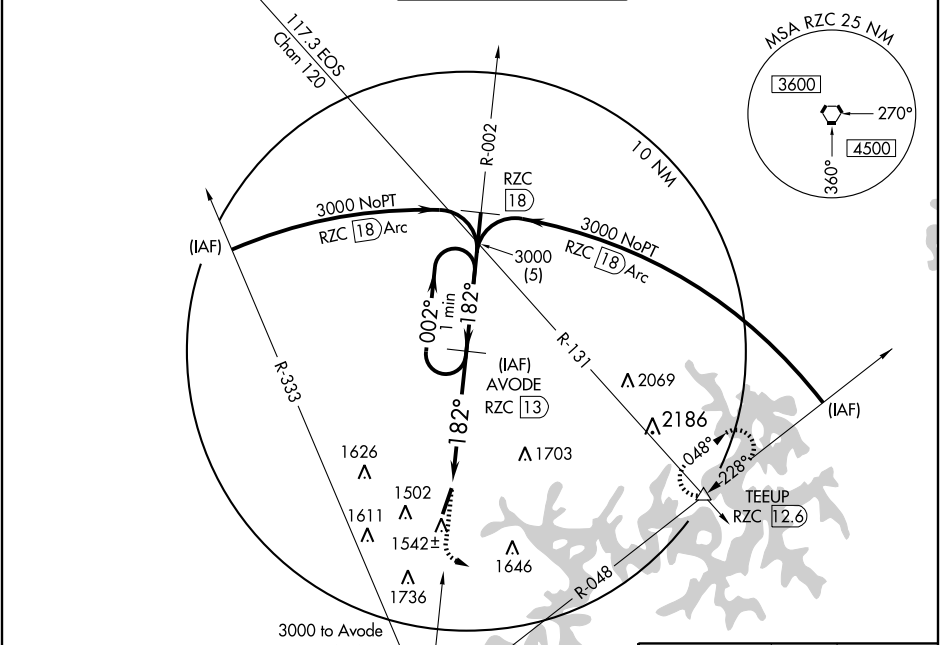 117.3 EOS
Chan 120
MSA RZC 25 NM
3600
270°
4500
360°
R-002
10 NM
RZC
18
3000 NoPT
RZC 18 Arc
3000 NoPT
RZC 18 Arc
(IAF)
3000
(5)
002°
1 min
182°
R-131
(IAF)
AVODE
RZC 13
R-333
2069
(IAF)
182°
2186
048°
228°
1626
1703
1502
TEEUP
RZC 12.6
1611
1542±
1646
1736
R-048
3000 to Avode